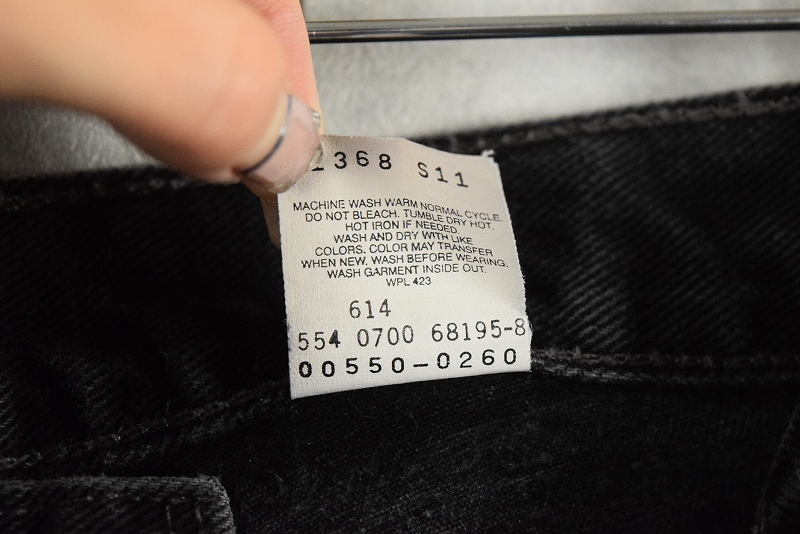 1368 S11
MACHINE WASH WARM NORMAL CYCLE.
DO NOT BLEACH. TUMBLE DRY HOT.
HOT IRON IF NEEDED.
WASH AND DRY WITH LIKE
COLORS. COLOR MAY TRANSFER
WHEN NEW. WASH BEFORE WEARING.
WASH GARMENT INSIDE OUT.
WPL 423
614
554 0700 68195-8
00550-0260